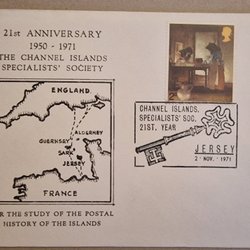 21st ANNIVERSARY
1950 - 1971
THE CHANNEL ISLANDS
SPECIALISTS' SOCIETY
ENGLAND
ALDERNEY
GUERNSEY
SARK
JERSEY
FRANCE
FOR THE STUDY OF THE POSTAL
HISTORY OF THE ISLANDS
CHANNEL ISLANDS
SPECIALISTS' SOC.
21ST. YEAR
JERSEY
2 · NOV. · 1971